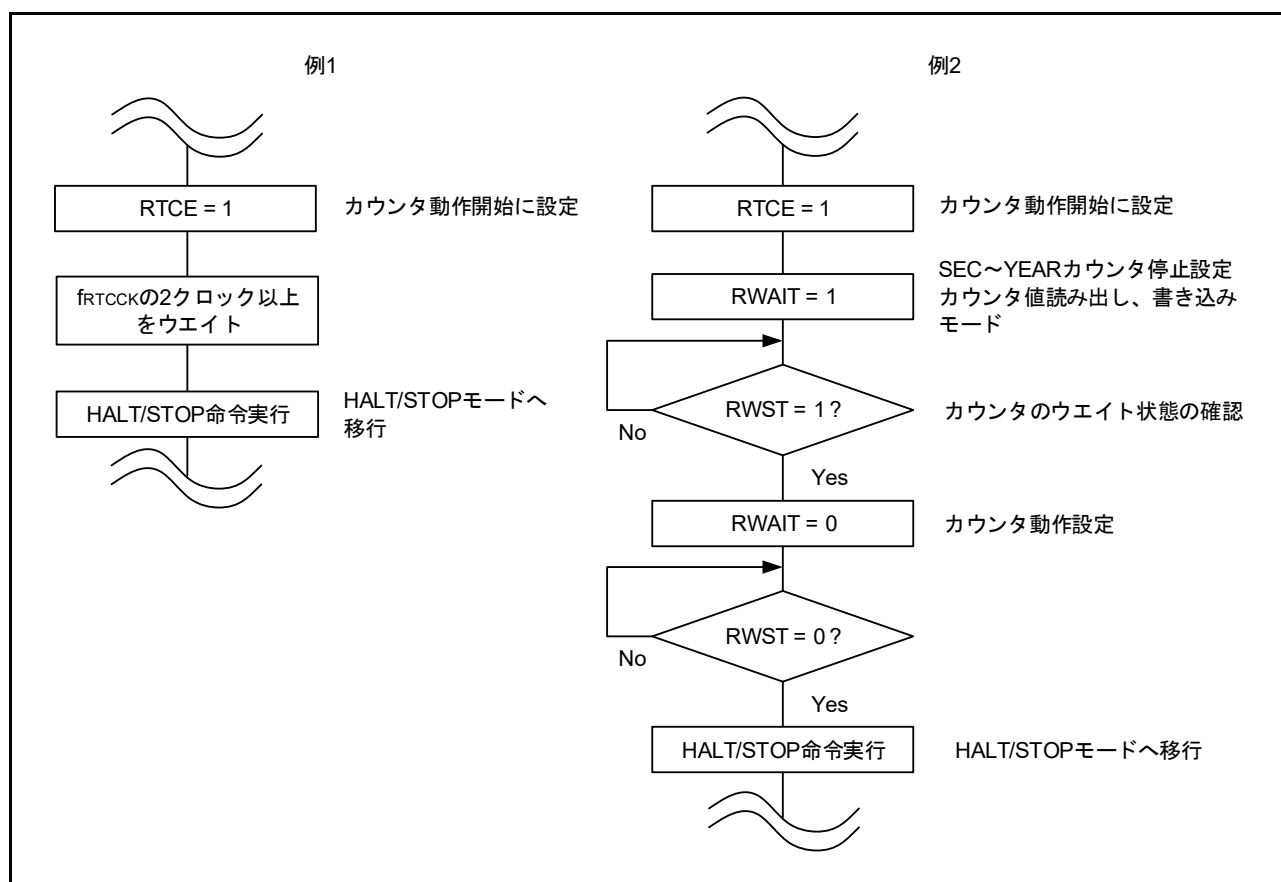 例1
RTCE = 1
カウンタ動作開始に設定
fRTCCKの2クロック以上
をウエイト
HALT/STOP命令実行
HALT/STOPモードへ
移行
例2
RTCE = 1
カウンタ動作開始に設定
RWAIT = 1
SEC～YEARカウンタ停止設定
カウンタ値読み出し、書き込み
モード
RWST = 1?
カウンタのウエイト状態の確認
No
Yes
RWAIT = 0
カウンタ動作設定
RWST = 0?
No
Yes
HALT/STOP命令実行
HALT/STOPモードへ移行